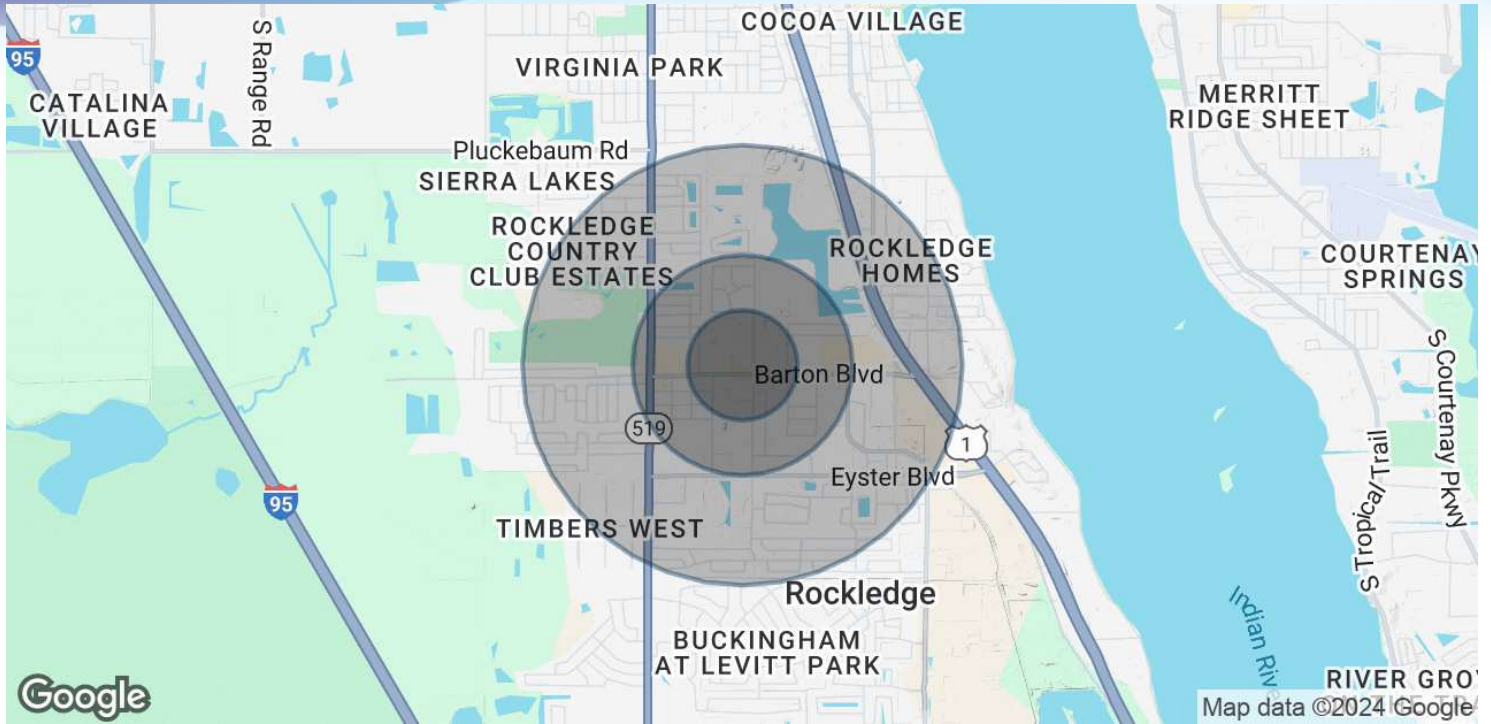 COCOA VILLAGE
S Range Rd
95
VIRGINIA PARK
CATALINA
VILLAGE
MERRITT
RIDGE SHEET
Pluckebaum Rd
SIERRA LAKES
ROCKLEDGE
COUNTRY
CLUB ESTATES
ROCKLEDGE
HOMES
COURTENAY
SPRINGS
Barton Blvd
S Courtenay Pkwy
519
1
Eyster Blvd
S Tropical Trail
95
TIMBERS WEST
Rockledge
Indian River
BUCKINGHAM
AT LEVITT PARK
RIVER GRO
Google
Map data ©2024 Google